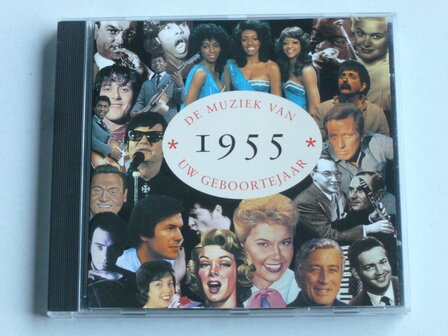 DE MUZIEK VAN
* 1955 *
UW GEBOORTEJAAR